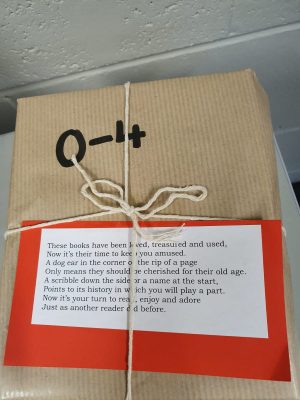 0-4
These books have been loved, treasured and used,
Now it's their time to keep you amused.
A dog ear in the corner or the rip of a page
Only means they should be cherished for their old age.
A scribble down the side or a name at the start,
Points to its history in which you will play a part.
Now it's your turn to read, enjoy and adore
Just as another reader did before.